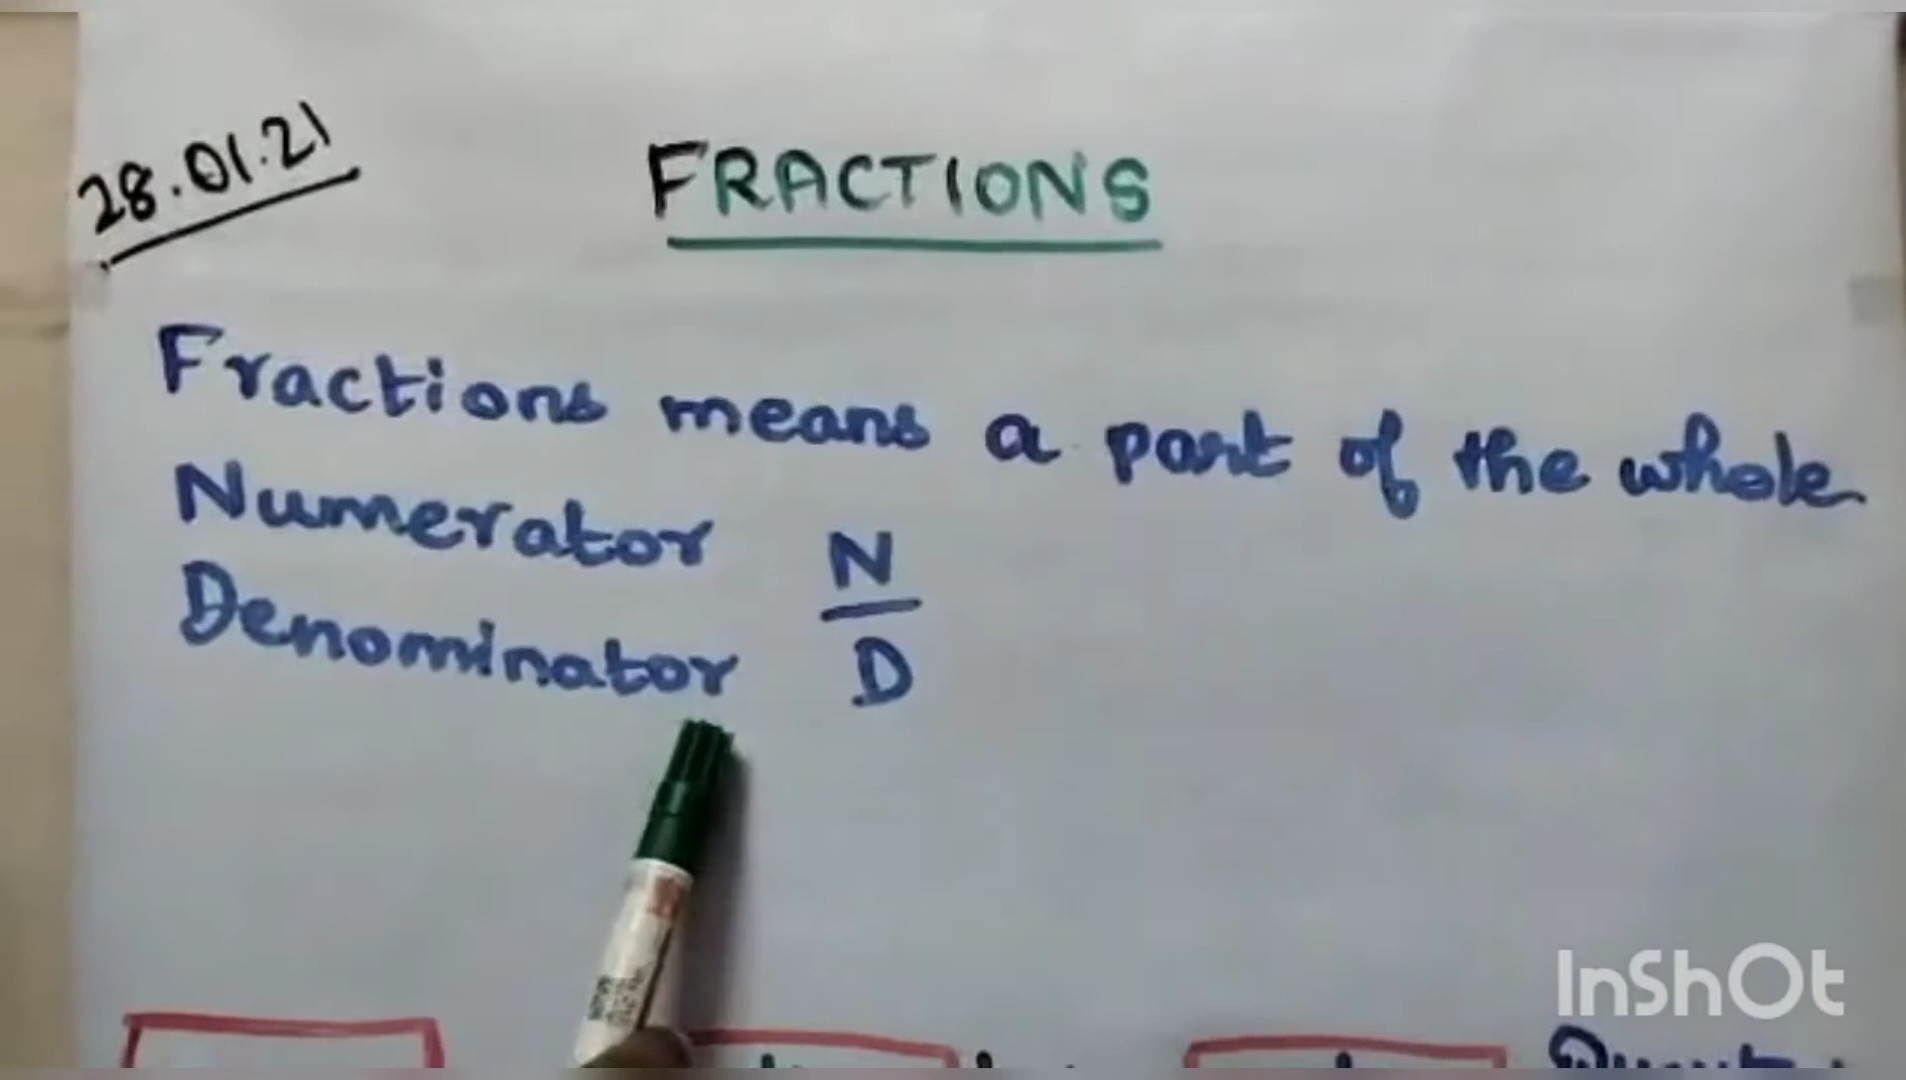 28.01.21
FRACTIONS
Fractions means a part of the whole
Numerator N
Denominator D
InShOt